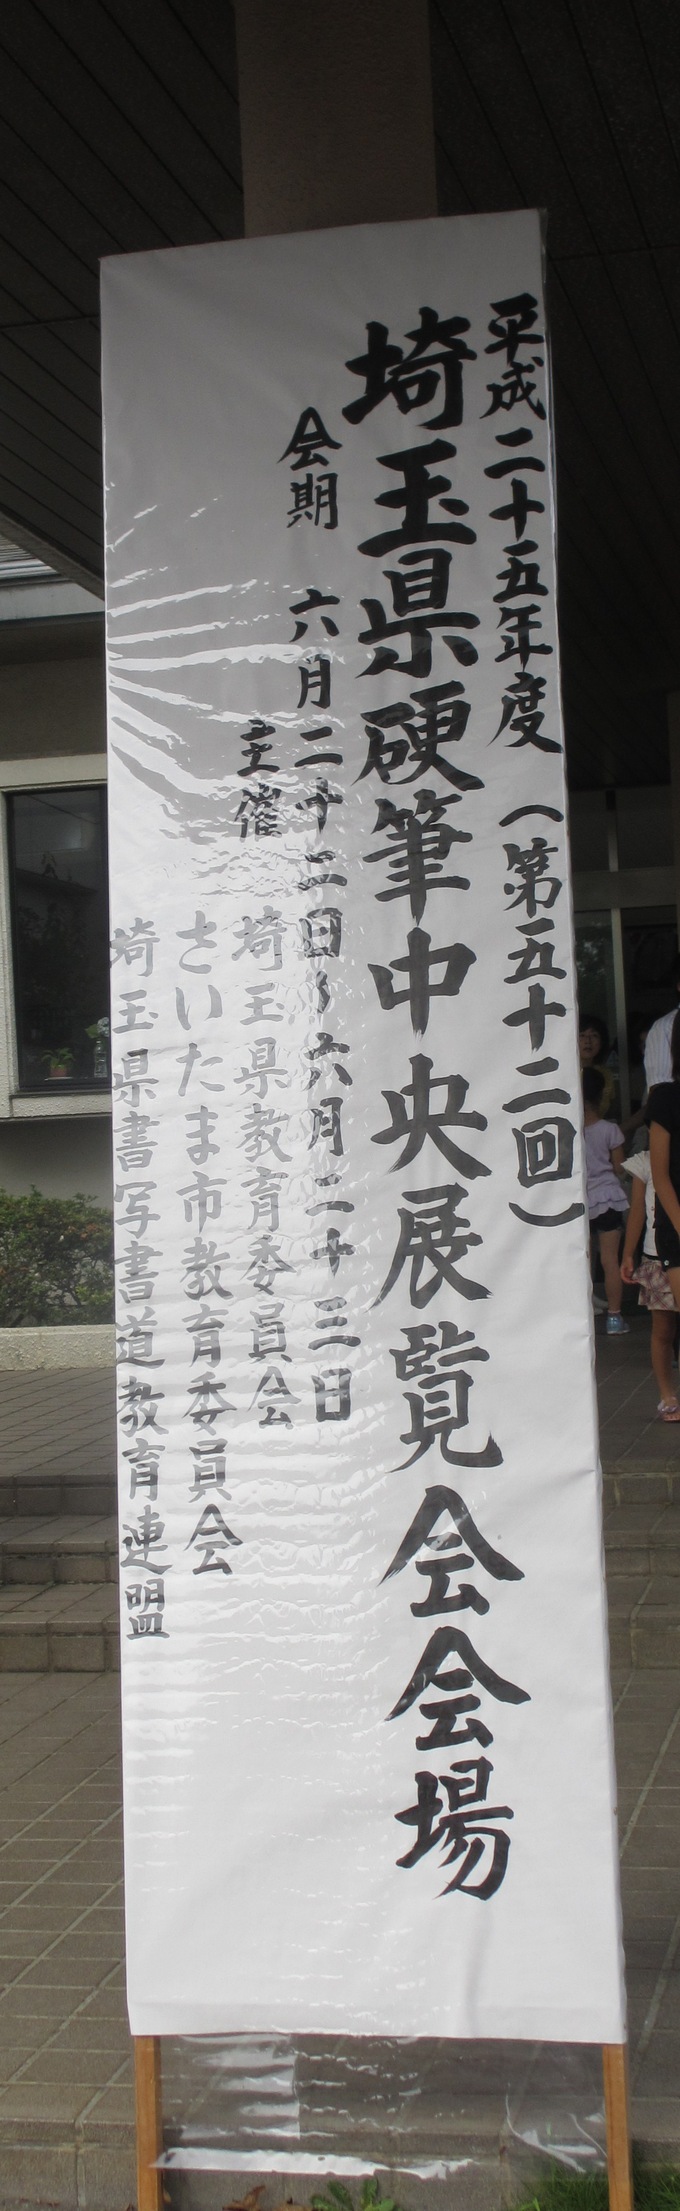 平成二十五年度(第五十二回)
埼玉県硬筆中央展覧会会場
会期 六月二十二日〜六月二十三日
主催 埼玉県教育委員会
さいたま市教育委員会
埼玉県書写書道教育連盟